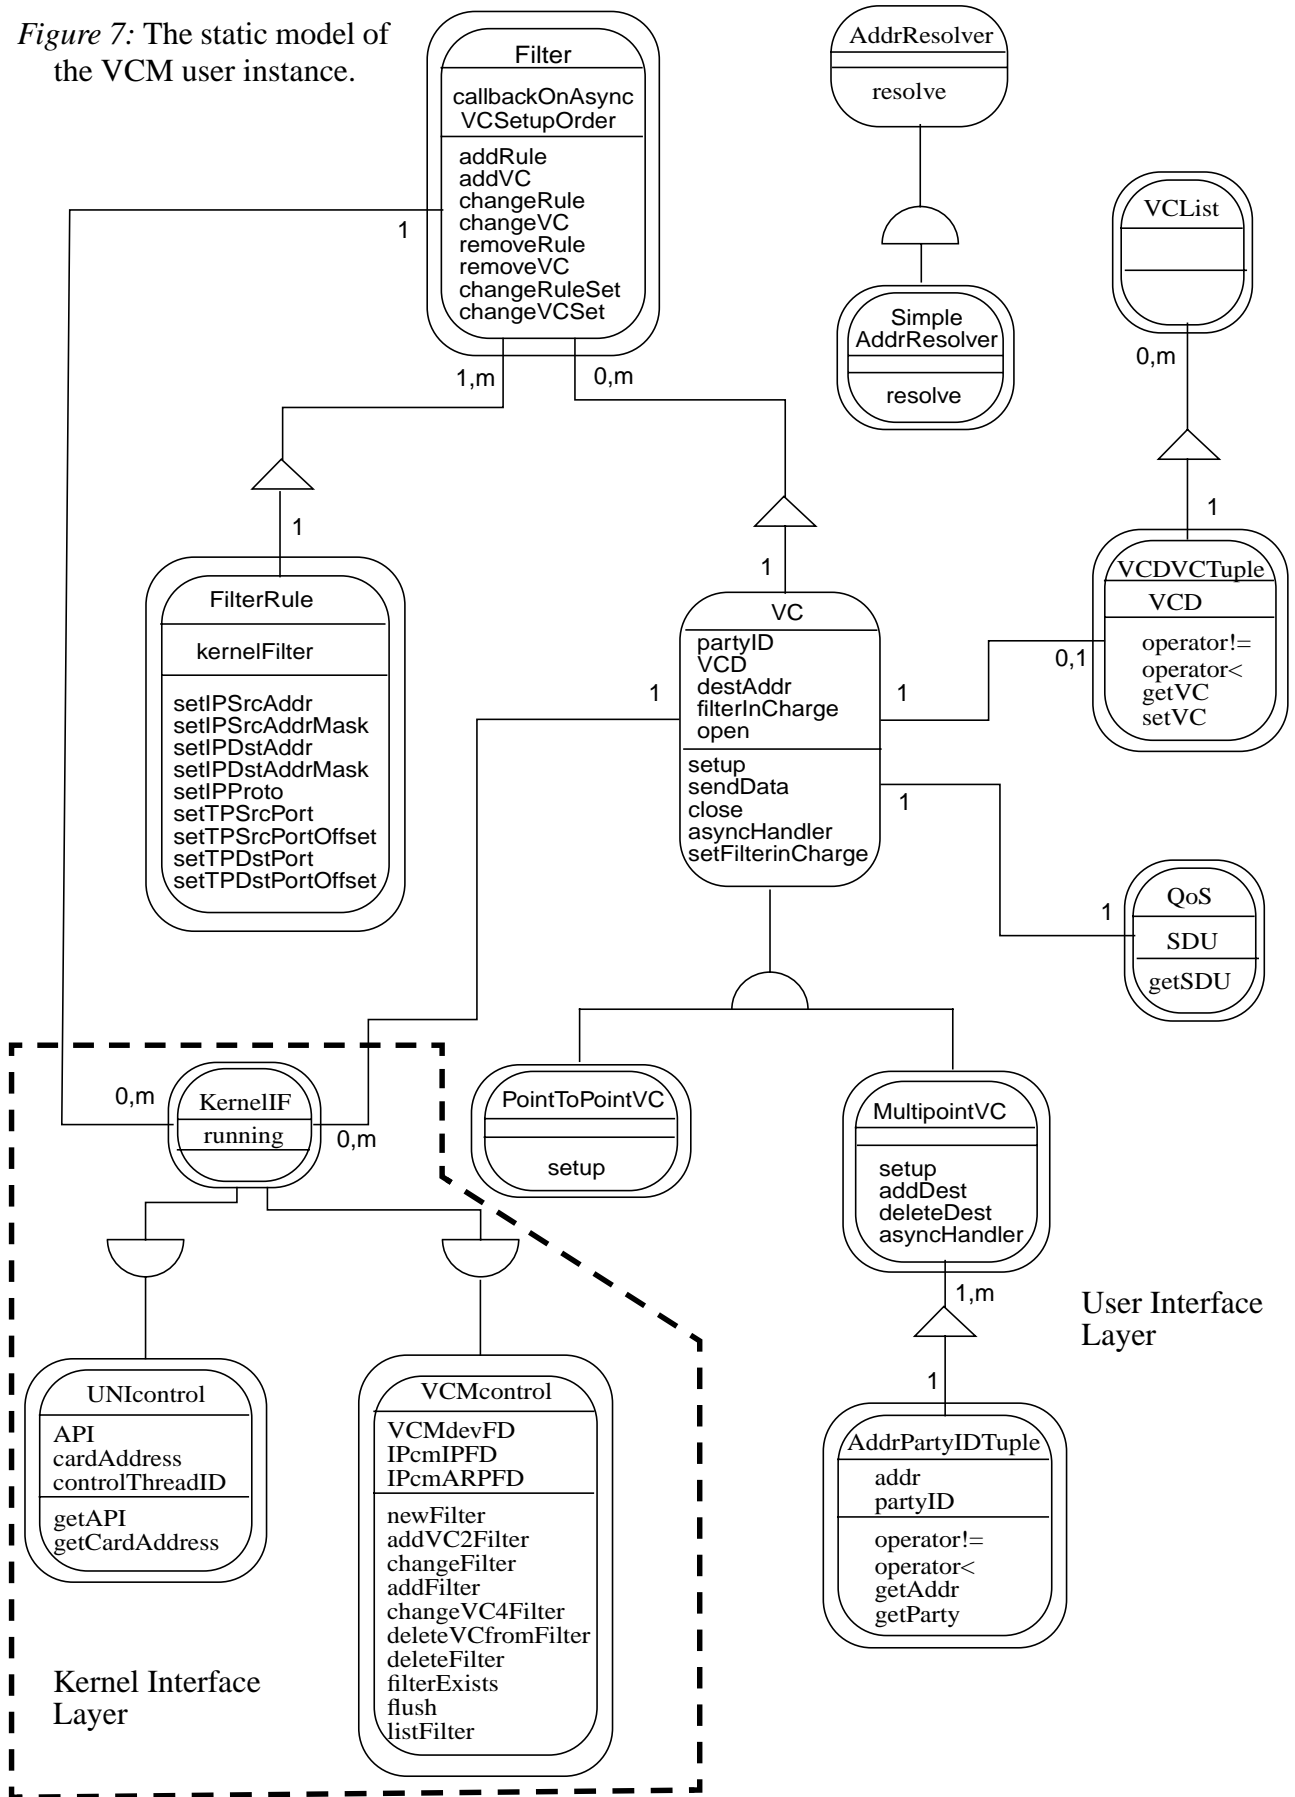 Figure 7: The static model of
the VCM user instance.
Filter
callbackOnAsync
VCSetupOrder
addRule
addVC
changeRule
changeVC
removeRule
removeVC
changeRuleSet
changeVCSet
1
1,m
0,m
AddrResolver
resolve
Simple
AddrResolver
resolve
VCList
0,m
1
VCDVCTuple
VCD
operator!=
operator<
getVC
setVC
0,1
1
FilterRule
kernelFilter
setIPSrcAddr
setIPSrcAddrMask
setIPDstAddr
setIPDstAddrMask
setIPProto
setTPSrcPort
setTPSrcPortOffset
setTPDstPort
setTPDstPortOffset
1
VC
partyID
VCD
destAddr
filterInCharge
open
setup
sendData
close
asyncHandler
setFilterinCharge
1
1
1
1
QoS
SDU
getSDU
0,m
KernelIF
running
0,m
PointToPointVC
setup
MultipointVC
setup
addDest
deleteDest
asyncHandler
1,m
1
User Interface
Layer
UNIcontrol
API
cardAddress
controlThreadID
getAPI
getCardAddress
VCMcontrol
VCMdevFD
IPcmIPFD
IPcmARPFD
newFilter
addVC2Filter
changeFilter
addFilter
changeVC4Filter
deleteVCfromFilter
deleteFilter
filterExists
flush
listFilter
AddrPartyIDTuple
addr
partyID
operator!=
operator<
getAddr
getParty
Kernel Interface
Layer